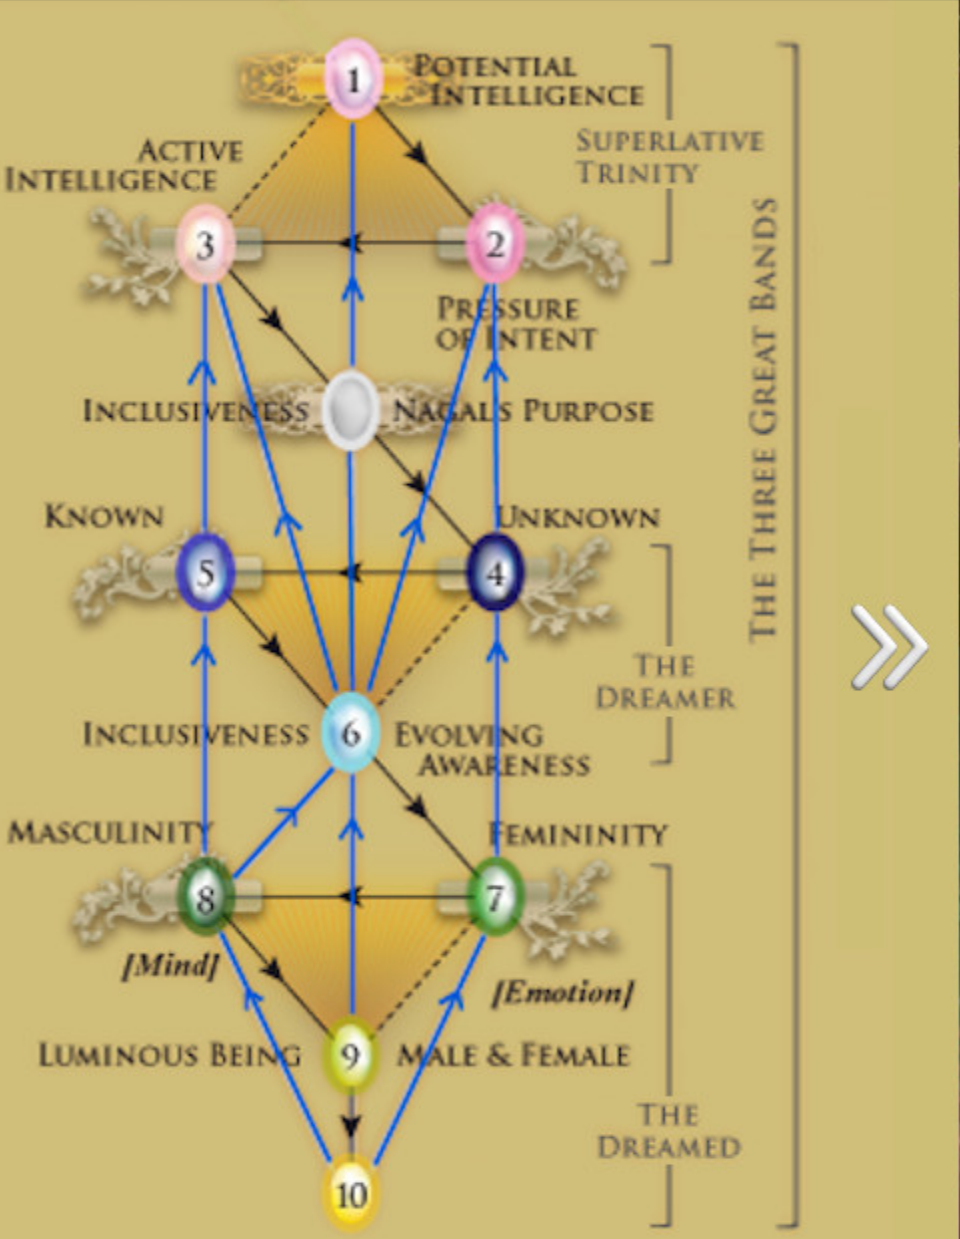 1
POTENTIAL
INTELLIGENCE
SUPERLATIVE
TRINITY
ACTIVE
INTELLIGENCE
3
2
PRESSURE
OF INTENT
THE THREE GREAT BANDS
INCLUSIVENESS
NAGAL'S PURPOSE
KNOWN
UNKNOWN
5
4
THE
DREAMER
INCLUSIVENESS
6
EVOLVING
AWARENESS
MASCULINITY
FEMININITY
8
7
[Mind]
[Emotion]
LUMINOUS BEING
9
MALE & FEMALE
THE
DREAMED
10